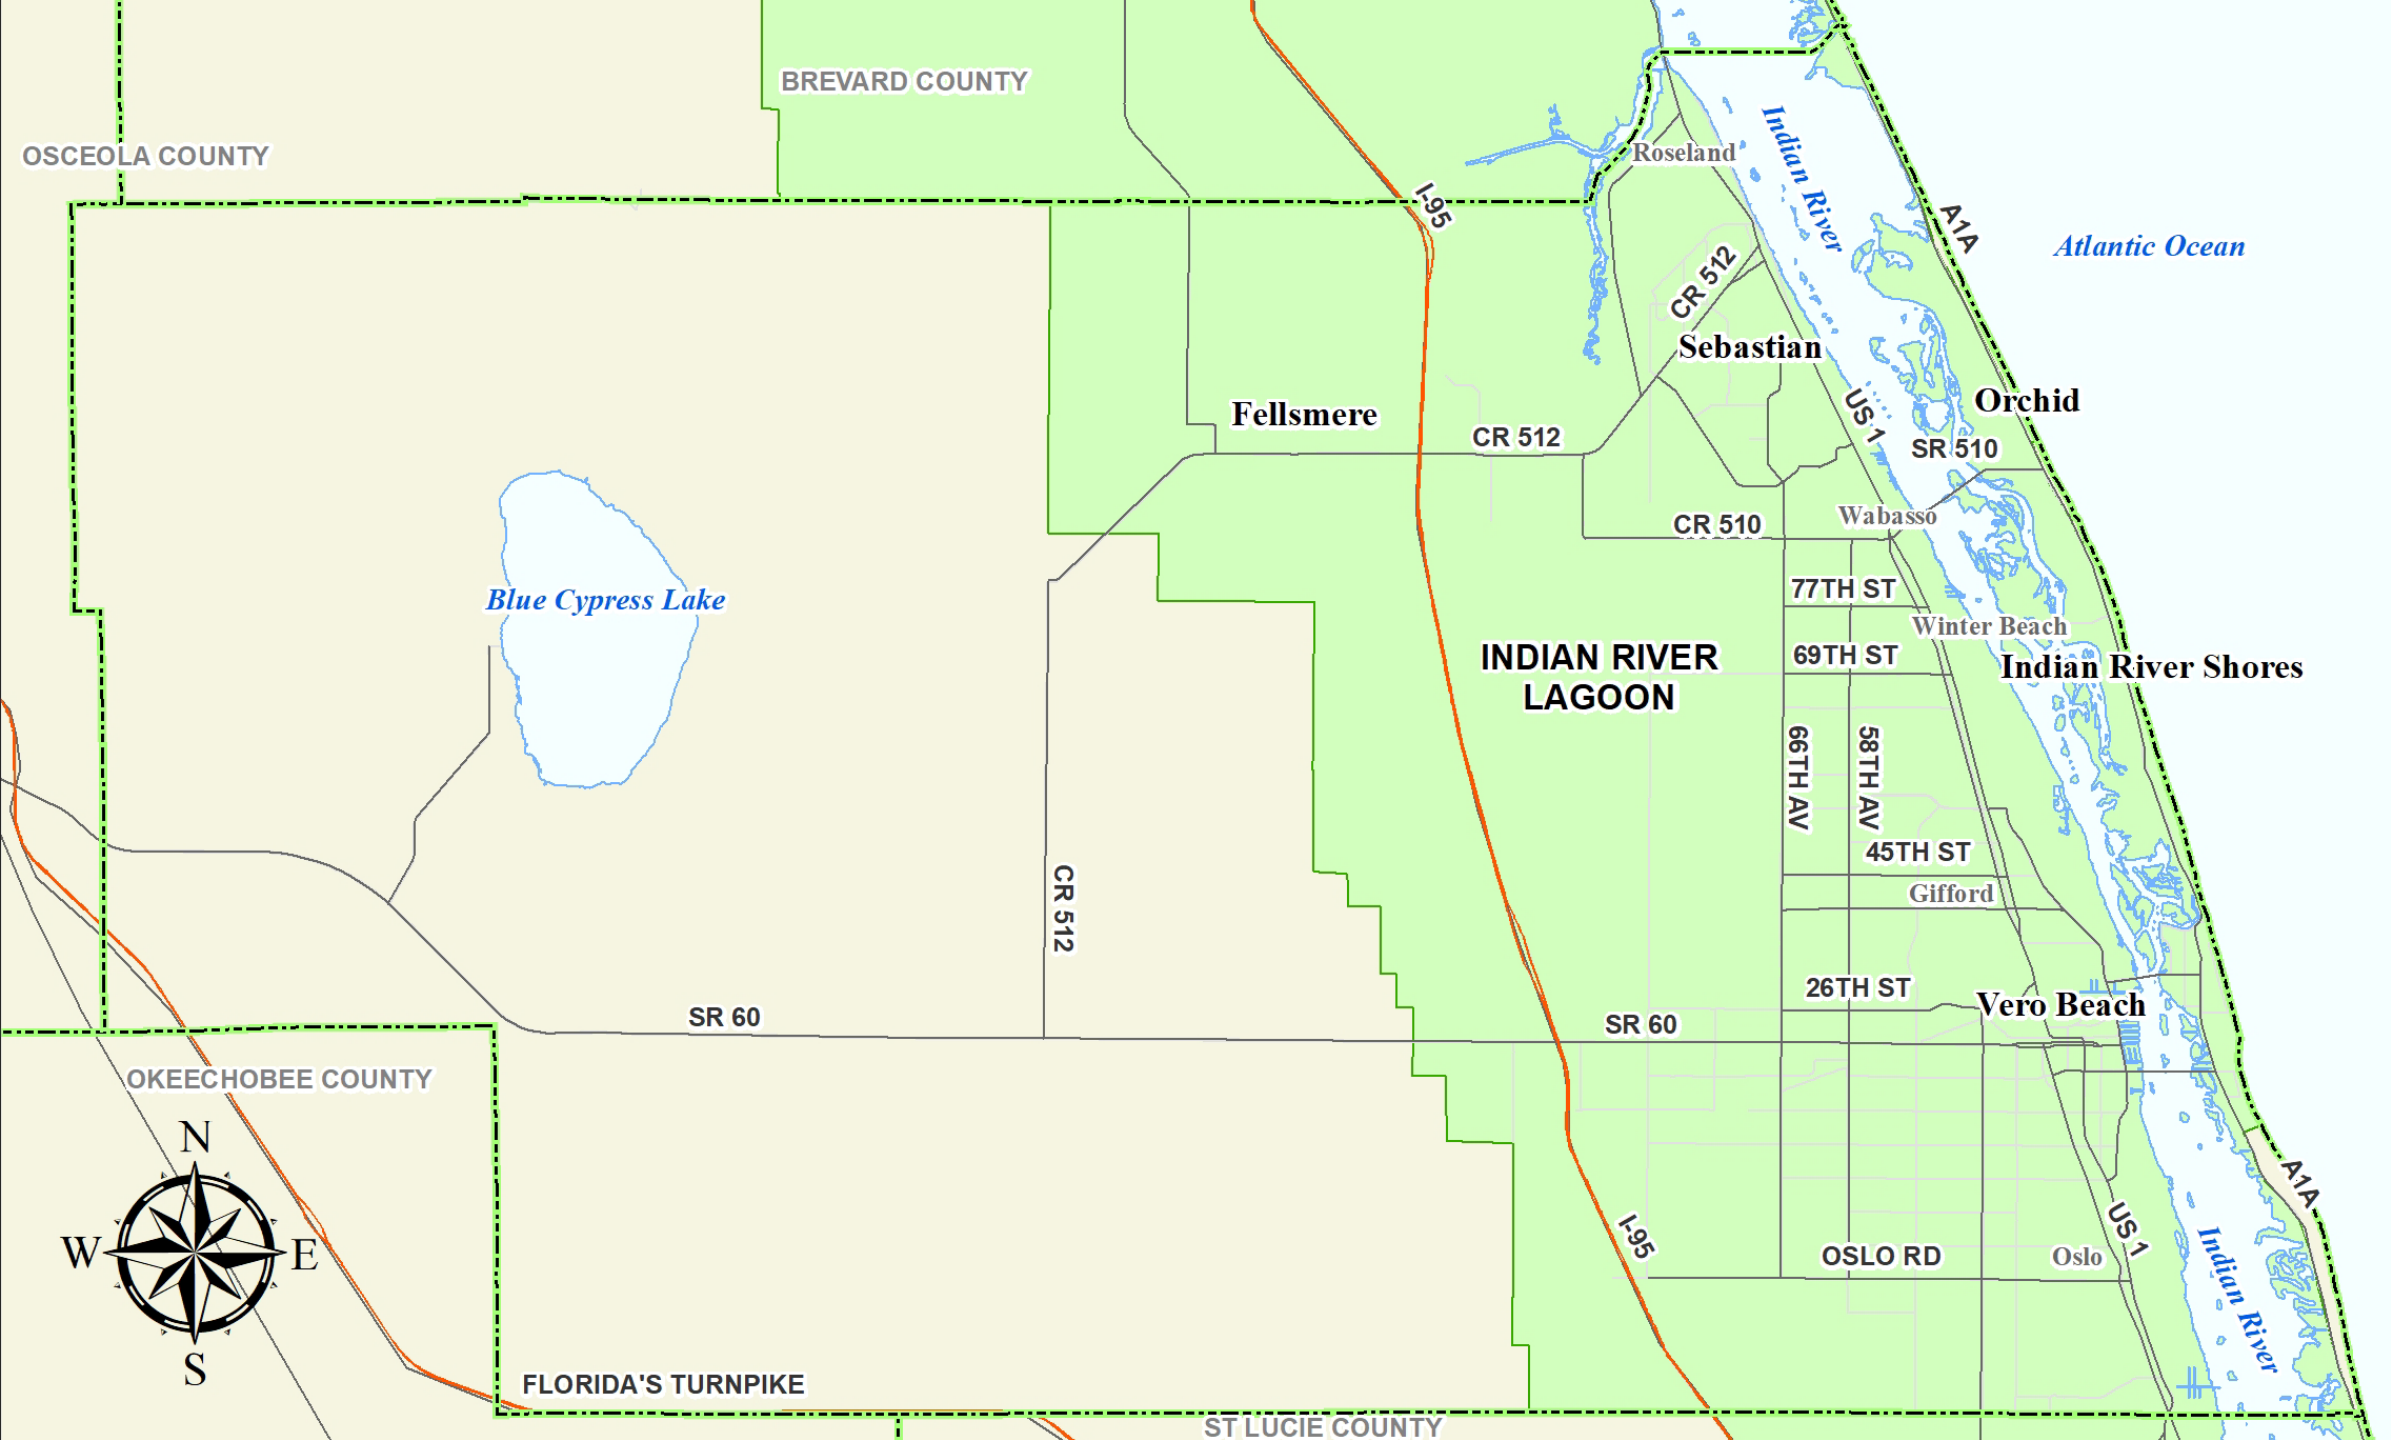 BREVARD COUNTY
OSCEOLA COUNTY
Roseland
Indian River
I-95
A1A
Atlantic Ocean
CR 512
Sebastian
Orchid
Fellsmere
US 1
CR 512
SR 510
Wabasso
CR 510
77TH ST
Blue Cypress Lake
Winter Beach
INDIAN RIVER
LAGOON
69TH ST
Indian River Shores
66TH AV
58TH AV
45TH ST
Gifford
CR 512
26TH ST
Vero Beach
SR 60
SR 60
OKEECHOBEE COUNTY
N
W
E
S
A1A
US 1
I-95
OSLO RD
Oslo
Indian River
FLORIDA'S TURNPIKE
ST LUCIE COUNTY